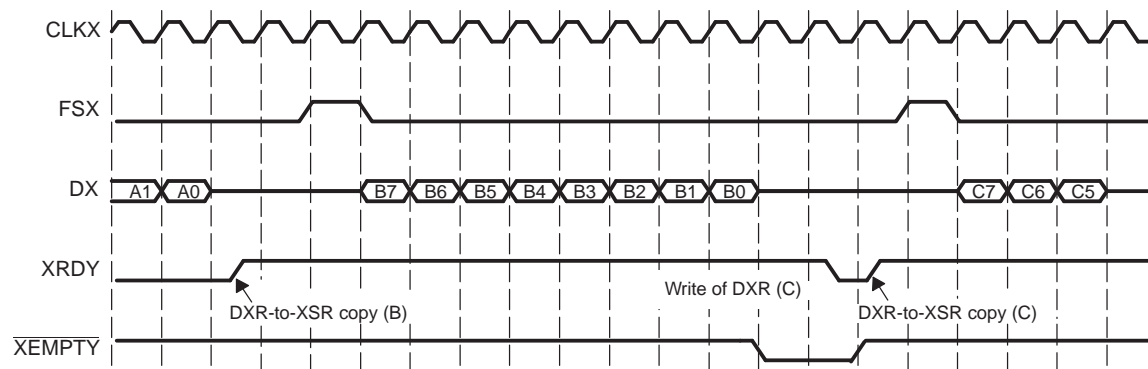 CLKX
FSX
DX A1 A0 B7 B6 B5 B4 B3 B2 B1 B0 C7 C6 C5
XRDY
Write of DXR (C)
DXR-to-XSR copy (B) DXR-to-XSR copy (C)
XEMPTY